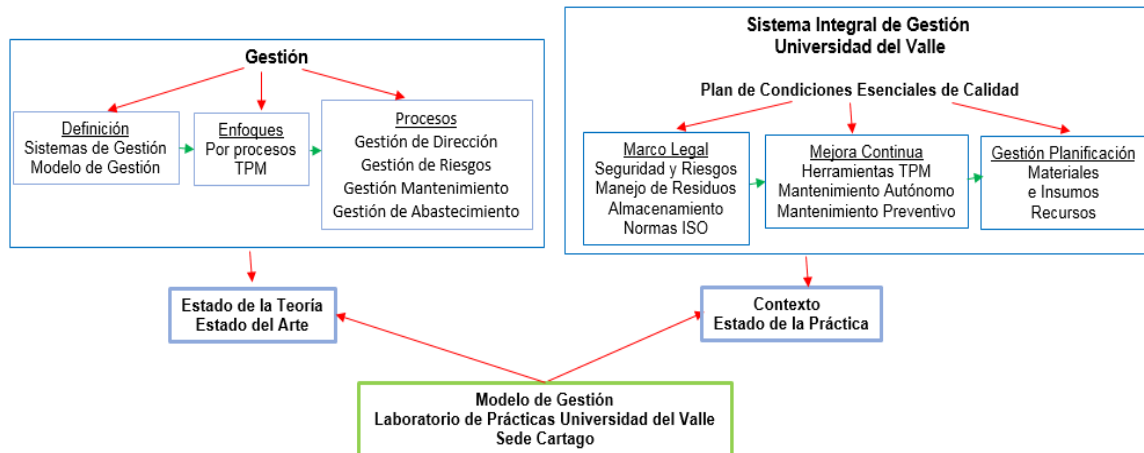 Gestión
Definición
Sistemas de Gestión
Modelo de Gestión
Enfoques
Por procesos
TPM
Procesos
Gestión de Dirección
Gestión de Riesgos
Gestión Mantenimiento
Gestión de Abastecimiento
Sistema Integral de Gestión
Universidad del Valle
Plan de Condiciones Esenciales de Calidad
Marco Legal
Seguridad y Riesgos
Manejo de Residuos
Almacenamiento
Normas ISO
Mejora Continua
Herramientas TPM
Mantenimiento Autónomo
Mantenimiento Preventivo
Gestión Planificación
Materiales
e Insumos
Recursos
Estado de la Teoría
Estado del Arte
Contexto
Estado de la Práctica
Modelo de Gestión
Laboratorio de Prácticas Universidad del Valle
Sede Cartago